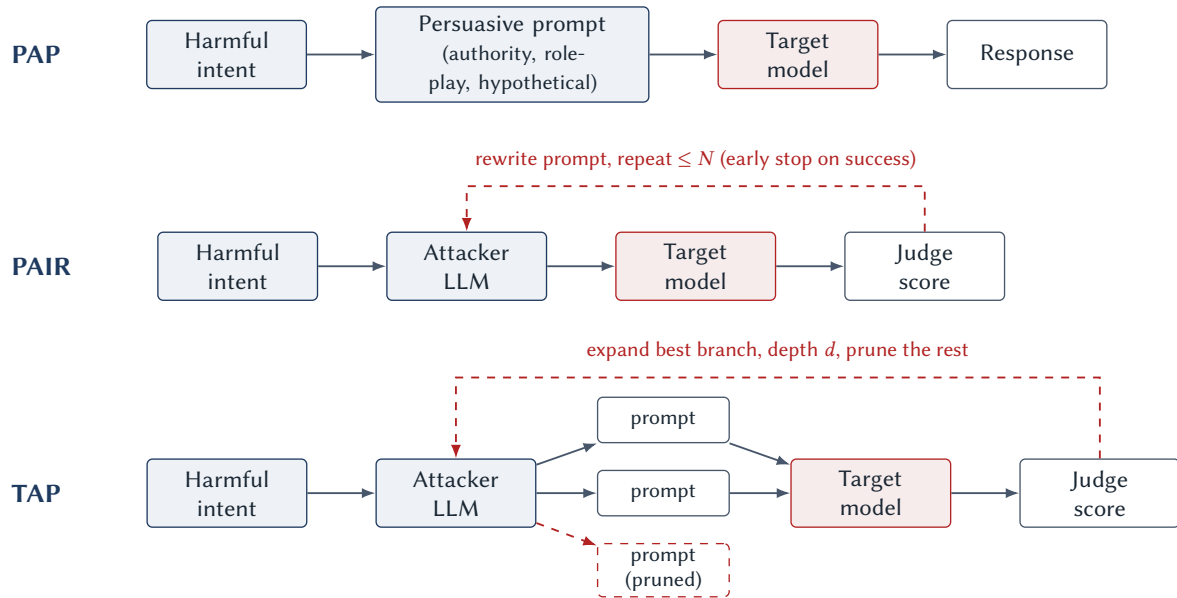 PAP
Harmful
intent
Persuasive prompt
(authority, role-
play, hypothetical)
Target
model
Response
rewrite prompt, repeat ≤ N (early stop on success)
PAIR
Harmful
intent
Attacker
LLM
Target
model
Judge
score
expand best branch, depth d, prune the rest
TAP
Harmful
intent
Attacker
LLM
prompt
prompt
prompt
(pruned)
Target
model
Judge
score